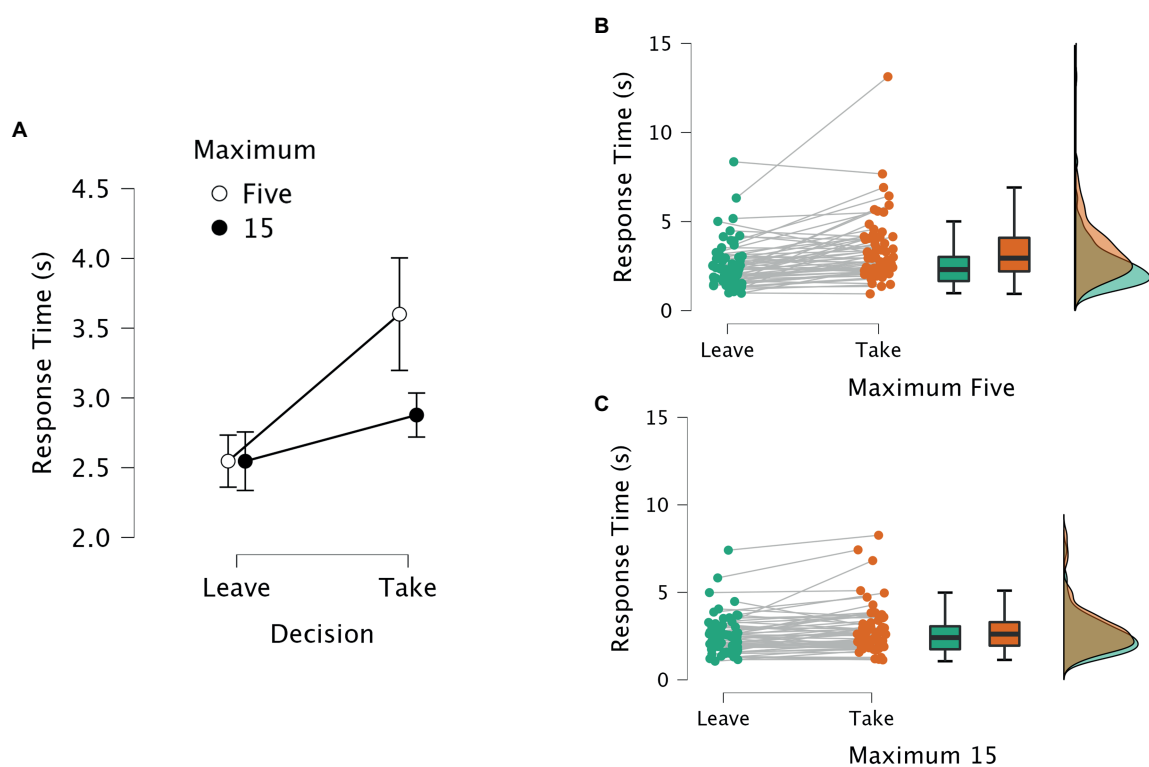 A
Maximum
Five
15
Response Time (s)
4.5
4.0
3.5
3.0
2.5
2.0
Leave Take
Decision
B
Response Time (s)
15
10
5
0
Leave Take
Maximum Five
C
Response Time (s)
15
10
5
0
Leave Take
Maximum 15